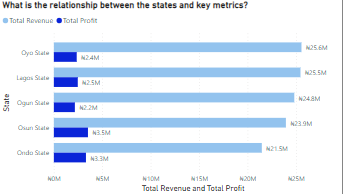 What is the relationship between the states and key metrics?
Total Revenue Total Profit
Oyo State ₦25.6M
₦2.4M
Lagos State ₦25.5M
₦2.5M
Ogun State ₦24.8M
₦2.2M
Osun State ₦23.9M
₦3.5M
Ondo State ₦21.5M
₦3.3M
State
₦0M ₦5M ₦10M ₦15M ₦20M ₦25M
Total Revenue and Total Profit